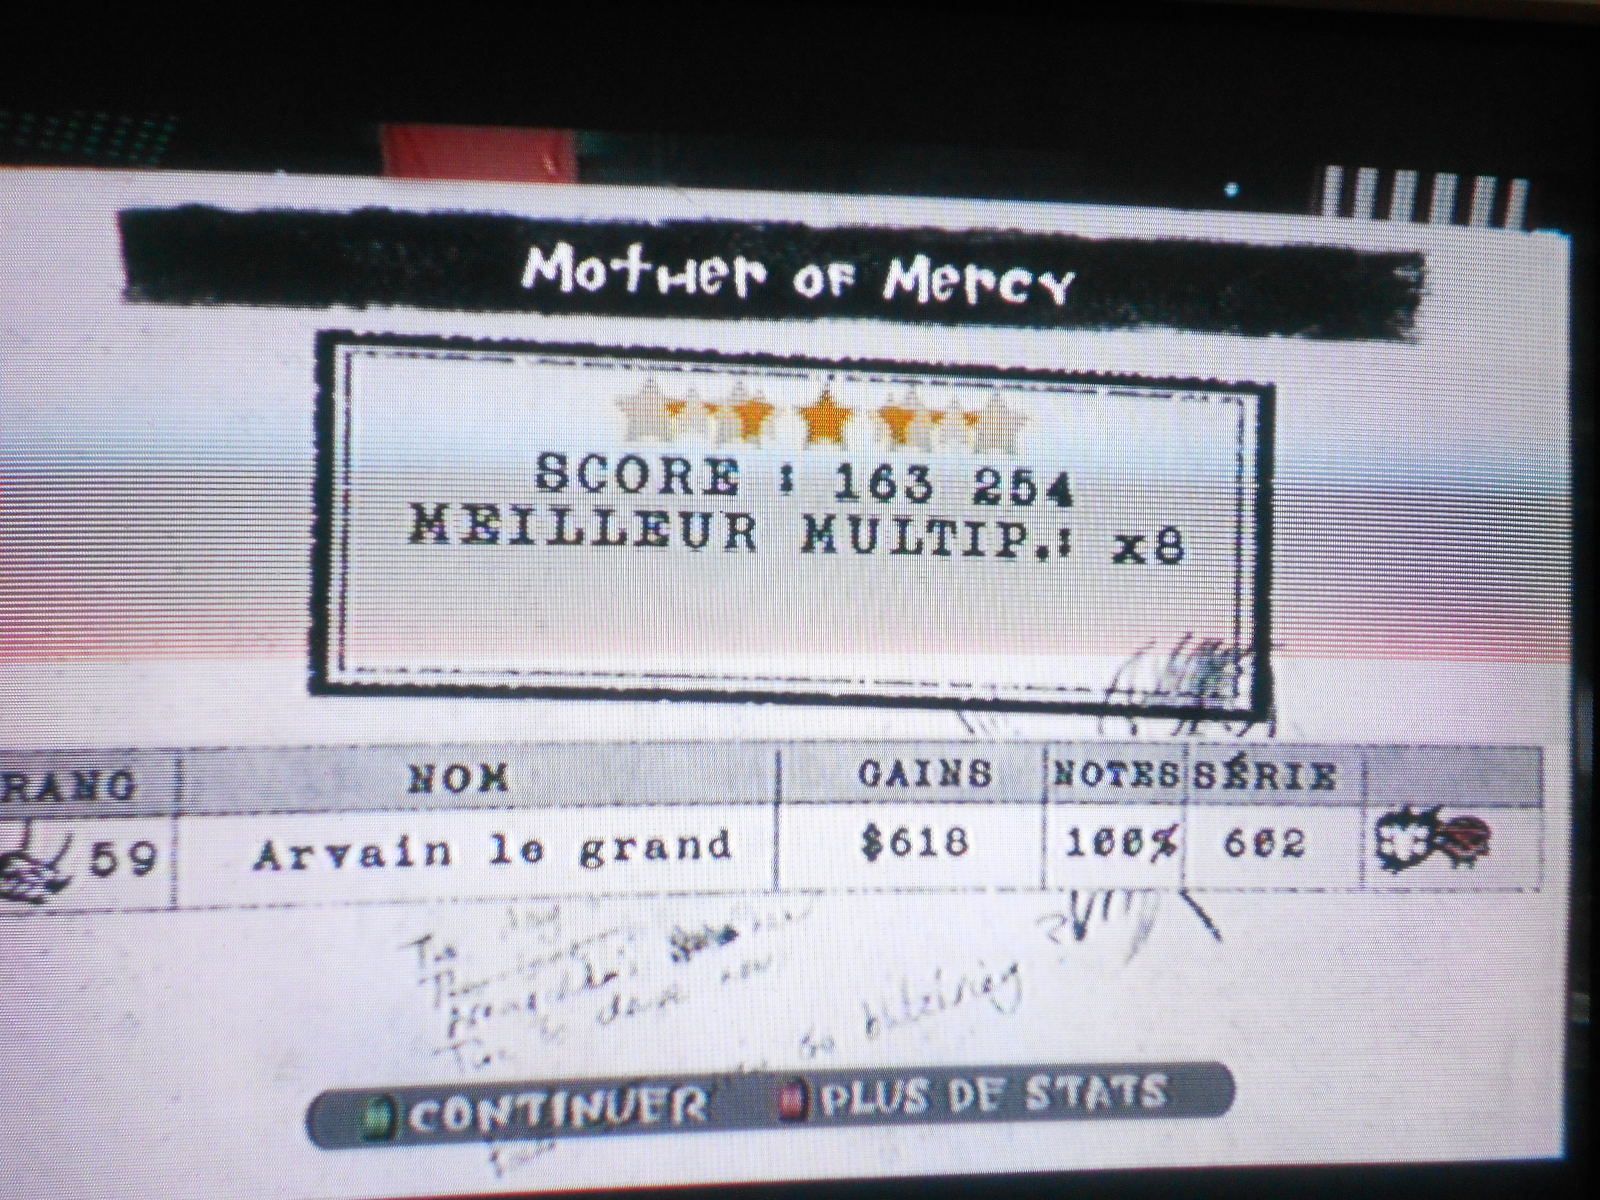 Mother of Mercy
SCORE : 163 254
MEILLEUR MULTIP.: x8
RANG NOM GAINS NOTES SÉRIE
59 Arvain le grand $618 100% 602
CONTINUER PLUS DE STATS